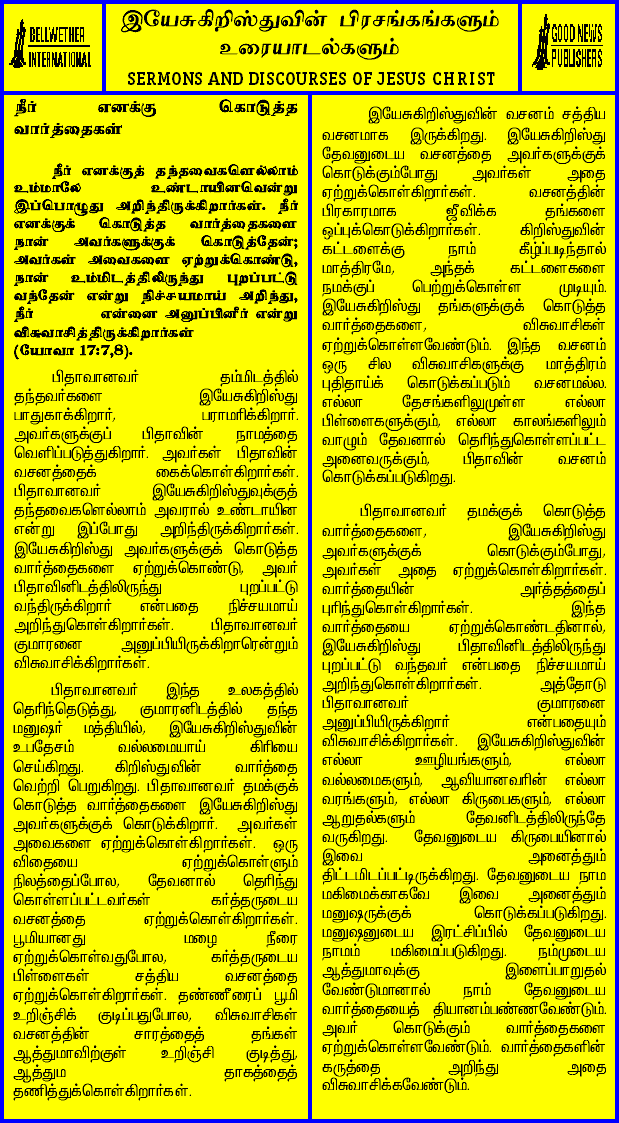 BELLWETHER
INTERNATIONAL
இயேசுகிறிஸ்துவின் பிரசங்கங்களும்
உரையாடல்களும்
SERMONS AND DISCOURSES OF JESUS CHRIST
GOOD NEWS
PUBLISHERS
நீர் எனக்கு கொடுத்த
வார்த்தைகள்
நீர் எனக்குத் தந்தவைகளெல்லாம்
உம்மாலே உண்டாயினவென்று
இப்பொழுது அறிந்திருக்கிறார்கள். நீர்
எனக்குக் கொடுத்த வார்த்தைகளை
நான் அவர்களுக்குக் கொடுத்தேன்;
அவர்கள் அவைகளை ஏற்றுக்கொண்டு,
நான் உம்மிடத்திலிருந்து புறப்பட்டு
வந்தேன் என்று நிச்சயமாய் அறிந்து,
நீர் என்னை அனுப்பினீர் என்று
விசுவாசித்திருக்கிறார்கள்
(யோவா 17:7,8).
பிதாவானவர் தம்மிடத்தில்
தந்தவர்களை இயேசுகிறிஸ்து
பாதுகாக்கிறார், பராமரிக்கிறார்.
அவர்களுக்குப் பிதாவின் நாமத்தை
வெளிப்படுத்துகிறார். அவர்கள் பிதாவின்
வசனத்தைக் கைக்கொள்கிறார்கள்.
பிதாவானவர் இயேசுகிறிஸ்துவுக்குத்
தந்தவைகளெல்லாம் அவரால் உண்டாயின
என்று இப்போது அறிந்திருக்கிறார்கள்.
இயேசுகிறிஸ்து அவர்களுக்குக் கொடுத்த
வார்த்தைகளை ஏற்றுக்கொண்டு, அவர்
பிதாவினிடத்திலிருந்து புறப்பட்டு
வந்திருக்கிறார் என்பதை நிச்சயமாய்
அறிந்துகொள்கிறார்கள். பிதாவானவர்
குமாரனை அனுப்பியிருக்கிறாரென்றும்
விசுவாசிக்கிறார்கள்.
பிதாவானவர் இந்த உலகத்தில்
தெரிந்தெடுத்து, குமாரனிடத்தில் தந்த
மனுஷர் மத்தியில், இயேசுகிறிஸ்துவின்
உபதேசம் வல்லமையாய் கிரியை
செய்கிறது. கிறிஸ்துவின் வார்த்தை
வெற்றி பெறுகிறது. பிதாவானவர் தமக்குக்
கொடுத்த வார்த்தைகளை இயேசுகிறிஸ்து
அவர்களுக்குக் கொடுக்கிறார். அவர்கள்
அவைகளை ஏற்றுக்கொள்கிறார்கள். ஒரு
விதையை ஏற்றுக்கொள்ளும்
நிலத்தைப்போல, தேவனால் தெரிந்து
கொள்ளப்பட்டவர்கள் கர்த்தருடைய
வசனத்தை ஏற்றுக்கொள்கிறார்கள்.
பூமியானது மழை நீரை
ஏற்றுக்கொள்வதுபோல, கர்த்தருடைய
பிள்ளைகள் சத்திய வசனத்தை
ஏற்றுக்கொள்கிறார்கள். தண்ணீரைப் பூமி
உறிஞ்சிக் குடிப்பதுபோல, விசுவாசிகள்
வசனத்தின் சாரத்தைத் தங்கள்
ஆத்துமாவிற்குள் உறிஞ்சி குடித்து,
ஆத்தும தாகத்தைத்
தணித்துக்கொள்கிறார்கள்.
இயேசுகிறிஸ்துவின் வசனம் சத்திய
வசனமாக இருக்கிறது. இயேசுகிறிஸ்து
தேவனுடைய வசனத்தை அவர்களுக்குக்
கொடுக்கும்போது அவர்கள் அதை
ஏற்றுக்கொள்கிறார்கள். வசனத்தின்
பிரகாரமாக ஜீவிக்க தங்களை
ஒப்புக்கொடுக்கிறார்கள். கிறிஸ்துவின்
கட்டளைக்கு நாம் கீழ்ப்படிந்தால்
மாத்திரமே, அந்தக் கட்டளைகளை
நமக்குப் பெற்றுக்கொள்ள முடியும்.
இயேசுகிறிஸ்து தங்களுக்குக் கொடுத்த
வார்த்தைகளை, விசுவாசிகள்
ஏற்றுக்கொள்ளவேண்டும். இந்த வசனம்
ஒரு சில விசுவாசிகளுக்கு மாத்திரம்
புதிதாய்க் கொடுக்கப்படும் வசனமல்ல.
எல்லா தேசங்களிலுமுள்ள எல்லா
பிள்ளைகளுக்கும், எல்லா காலங்களிலும்
வாழும் தேவனால் தெரிந்துகொள்ளப்பட்ட
அனைவருக்கும், பிதாவின் வசனம்
கொடுக்கப்படுகிறது.
பிதாவானவர் தமக்குக் கொடுத்த
வார்த்தைகளை, இயேசுகிறிஸ்து
அவர்களுக்குக் கொடுக்கும்போது,
அவர்கள் அதை ஏற்றுக்கொள்கிறார்கள்.
வார்த்தையின் அர்த்தத்தைப்
புரிந்துகொள்கிறார்கள். இந்த
வார்த்தையை ஏற்றுக்கொண்டதினால்,
இயேசுகிறிஸ்து பிதாவினிடத்திலிருந்து
புறப்பட்டு வந்தவர் என்பதை நிச்சயமாய்
அறிந்துகொள்கிறார்கள். அத்தோடு
பிதாவானவர் குமாரனை
அனுப்பியிருக்கிறார் என்பதையும்
விசுவாசிக்கிறார்கள். இயேசுகிறிஸ்துவின்
எல்லா ஊழியங்களும், எல்லா
வல்லமைகளும், ஆவியானவரின் எல்லா
வரங்களும், எல்லா கிருபைகளும், எல்லா
ஆறுதல்களும் தேவனிடத்திலிருந்தே
வருகிறது. தேவனுடைய கிருபையினால்
இவை அனைத்தும்
திட்டமிடப்பட்டிருக்கிறது. தேவனுடைய நாம
மகிமைக்காகவே இவை அனைத்தும்
மனுஷருக்குக் கொடுக்கப்படுகிறது.
மனுஷனுடைய இரட்சிப்பில் தேவனுடைய
நாமம் மகிமைப்படுகிறது. நம்முடைய
ஆத்துமாவுக்கு இளைப்பாறுதல்
வேண்டுமானால் நாம் தேவனுடைய
வார்த்தையைத் தியானம்பண்ணவேண்டும்.
அவர் கொடுக்கும் வார்த்தைகளை
ஏற்றுக்கொள்ளவேண்டும். வார்த்தைகளின்
கருத்தை அறிந்து அதை
விசுவாசிக்கவேண்டும்.